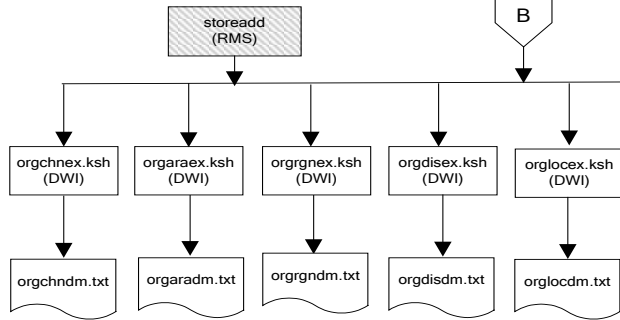 storeadd
(RMS)
B
orgchnex.ksh
(DWI)
orgaraex.ksh
(DWI)
orgrgnex.ksh
(DWI)
orgdisex.ksh
(DWI)
orglocex.ksh
(DWI)
orgchndm.txt
orgaradm.txt
orgrgndm.txt
orgdisdm.txt
orglocdm.txt